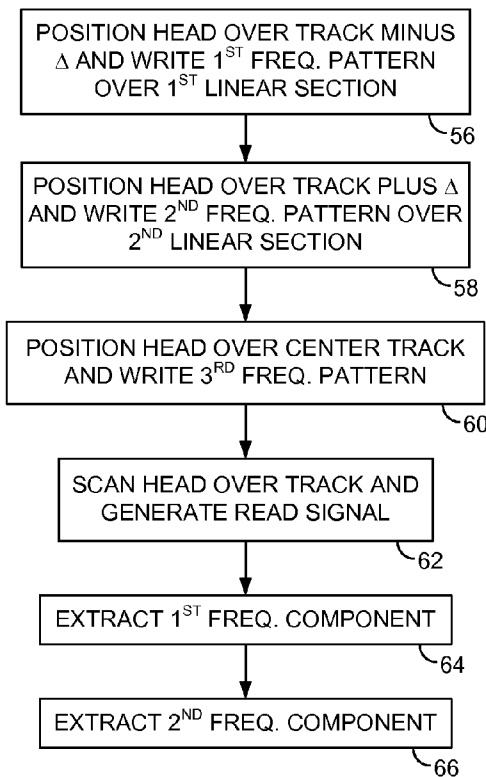 POSITION HEAD OVER TRACK MINUS
Δ AND WRITE 1ST FREQ. PATTERN
OVER 1ST LINEAR SECTION
56
POSITION HEAD OVER TRACK PLUS Δ
AND WRITE 2ND FREQ. PATTERN OVER
2ND LINEAR SECTION
58
POSITION HEAD OVER CENTER TRACK
AND WRITE 3RD FREQ. PATTERN
60
SCAN HEAD OVER TRACK AND
GENERATE READ SIGNAL
62
EXTRACT 1ST FREQ. COMPONENT
64
EXTRACT 2ND FREQ. COMPONENT
66